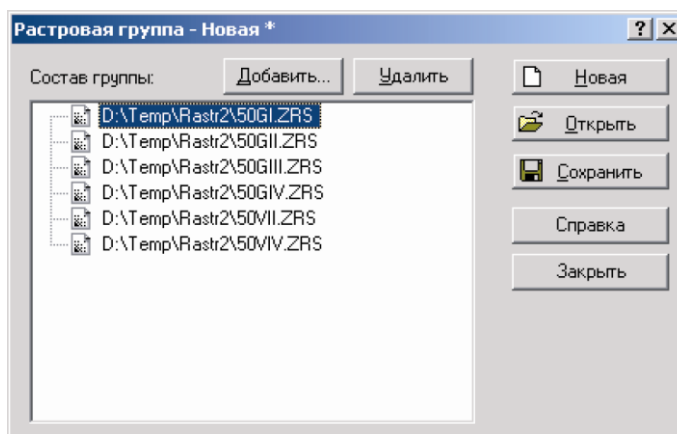 Растровая группа - Новая *
Состав группы:
Добавить...
Удалить
Новая
D:\Temp\Rastr2\50GI.ZRS
Открыть
D:\Temp\Rastr2\50GII.ZRS
D:\Temp\Rastr2\50GIII.ZRS
Сохранить
D:\Temp\Rastr2\50GIV.ZRS
D:\Temp\Rastr2\50VII.ZRS
Справка
D:\Temp\Rastr2\50VIV.ZRS
Закрыть